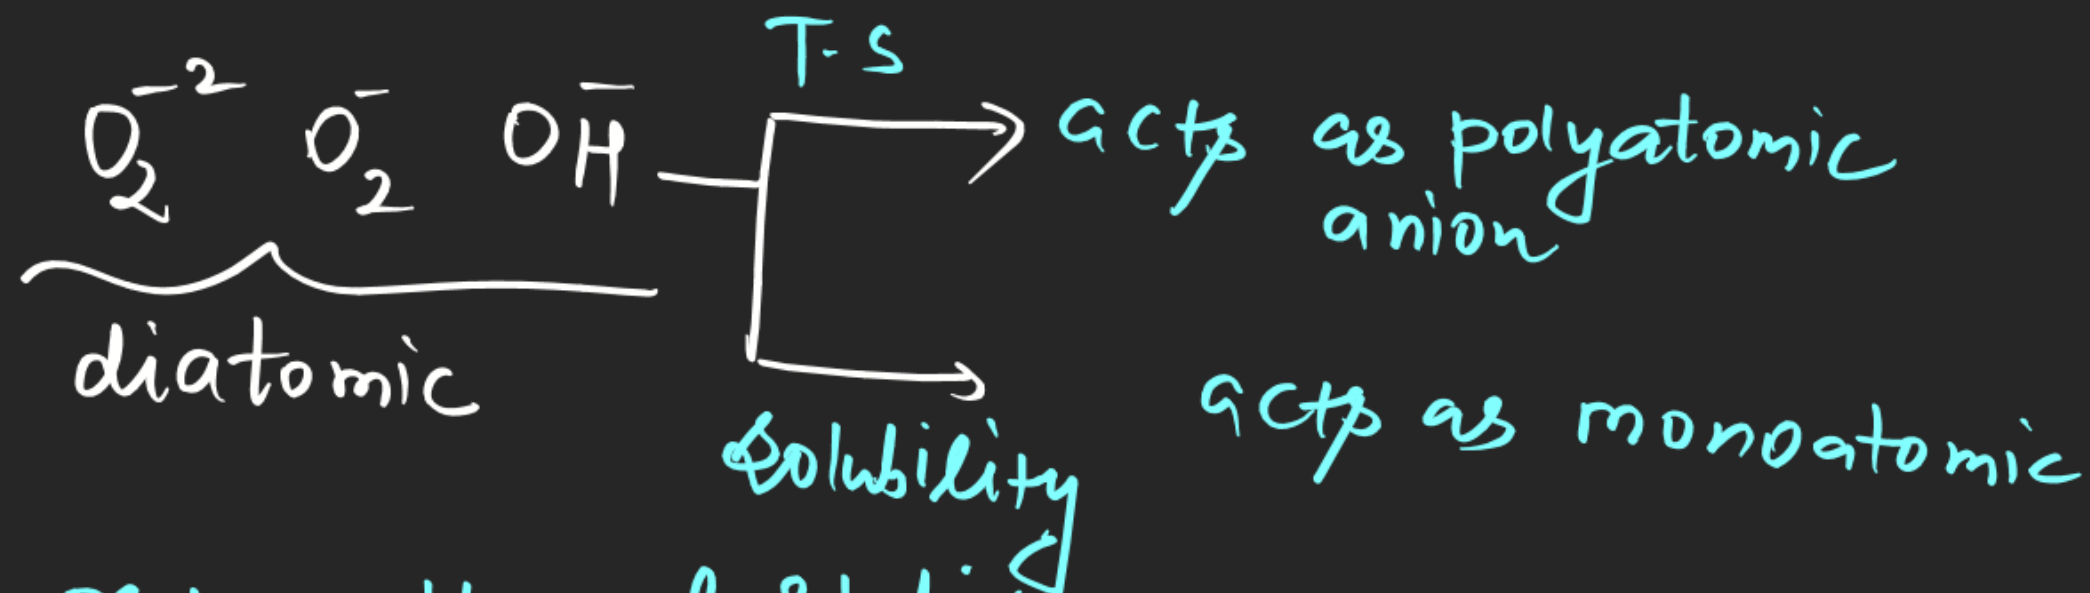 T.S
O₂⁻² O₂⁻ OH⁻ → acts as polyatomic
anion
diatomic
acts as monoatomic
Solubility